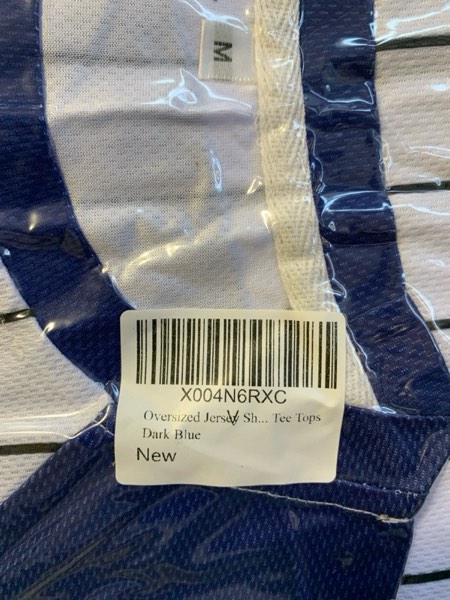 M
X004N6RXC
Oversized Jersey Sh... Tee Tops
Dark Blue
New